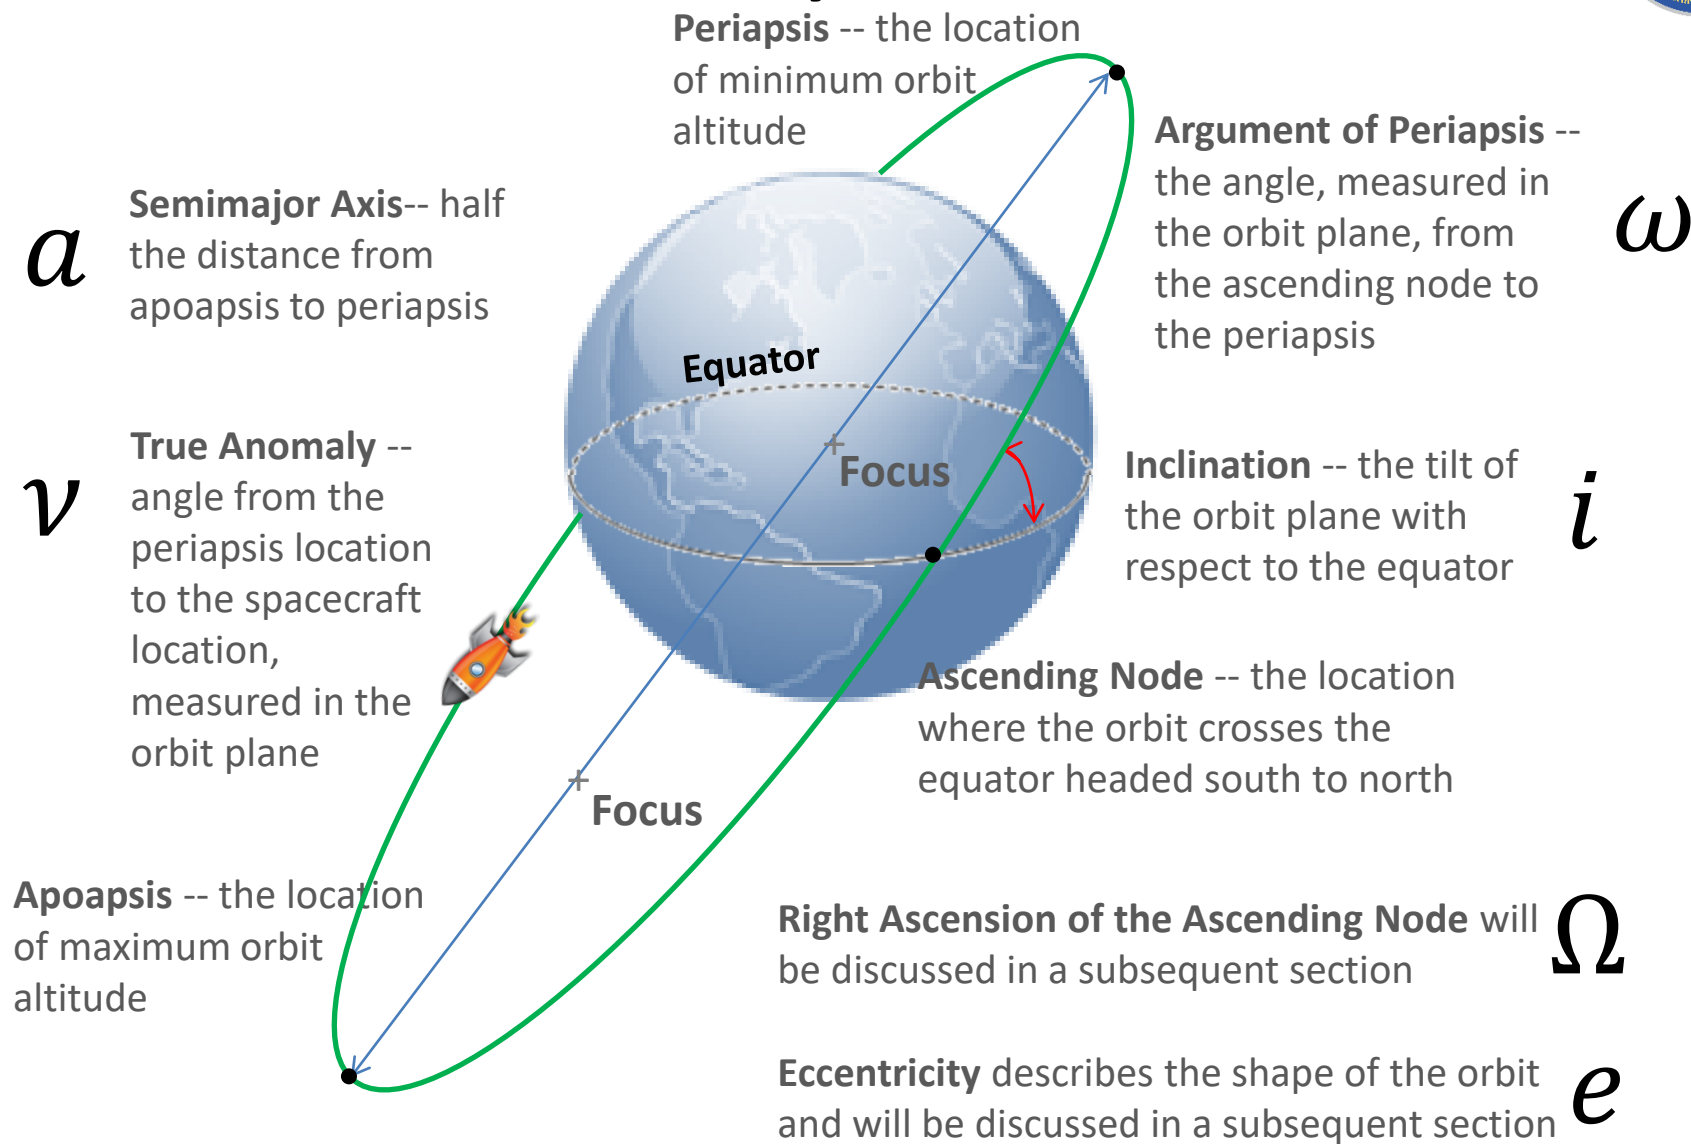 Periapsis -- the location
of minimum orbit
altitude
Argument of Periapsis --
the angle, measured in
the orbit plane, from
the ascending node to
the periapsis
ω
a
Semimajor Axis-- half
the distance from
apoapsis to periapsis
Equator
ν
True Anomaly --
angle from the
periapsis location
to the spacecraft
location,
measured in the
orbit plane
Focus
Inclination -- the tilt of
the orbit plane with
respect to the equator
i
Ascending Node -- the location
where the orbit crosses the
equator headed south to north
Focus
Apoapsis -- the location
of maximum orbit
altitude
Right Ascension of the Ascending Node will
be discussed in a subsequent section
Ω
Eccentricity describes the shape of the orbit
and will be discussed in a subsequent section
e